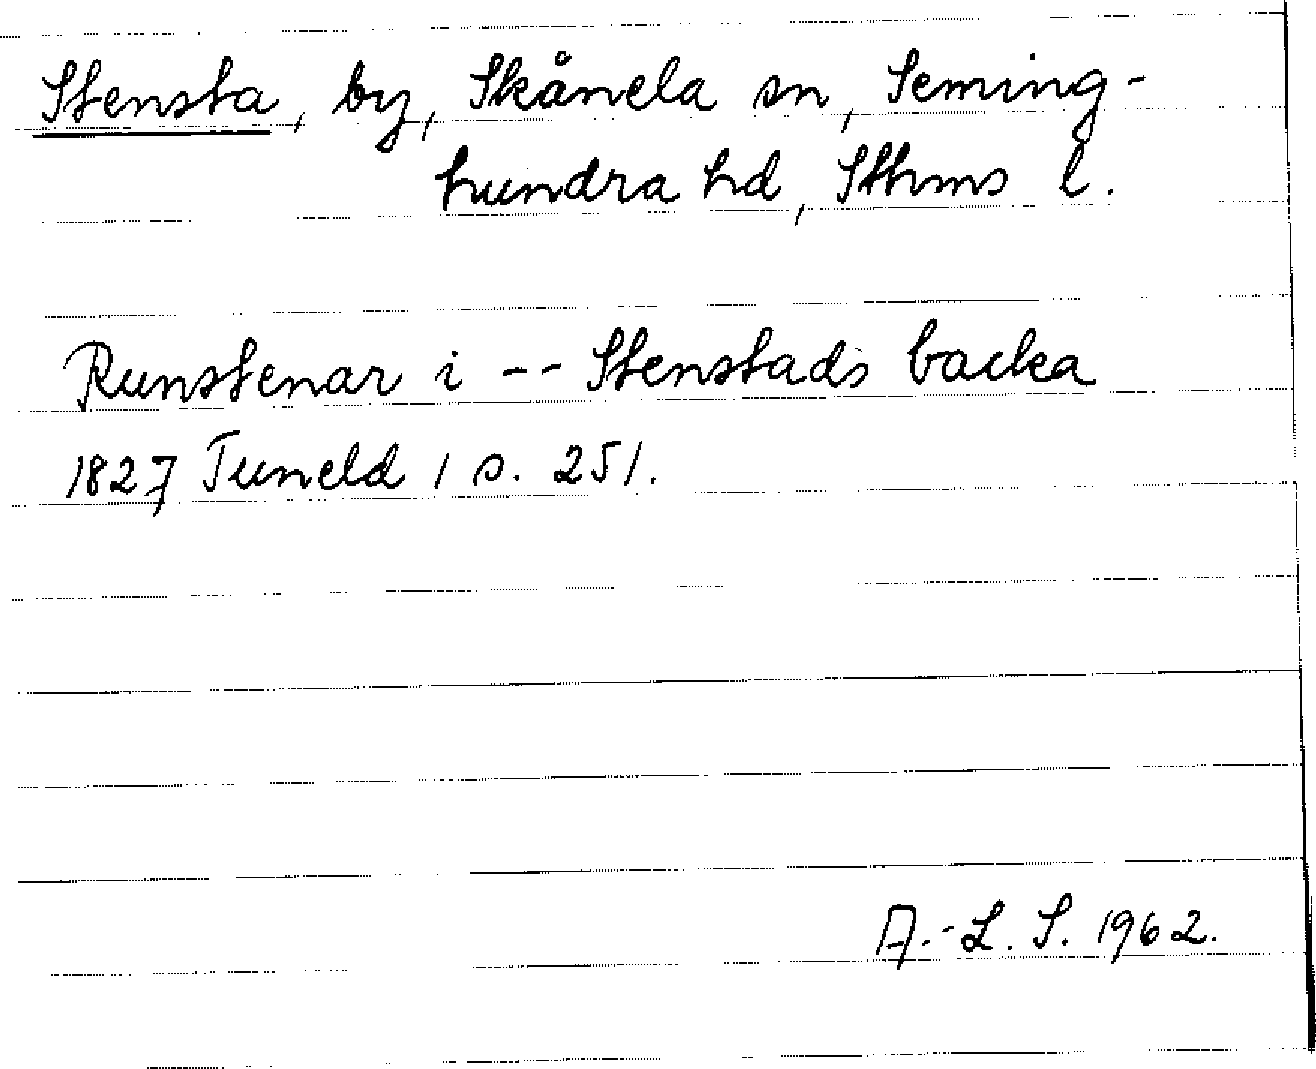 Stensta, by, Skånela sn, Seming-
hundra hd, Sthms l.
Runstenar i -- Stenstads backa
1827 Tuneld 1 s. 251.
A.-L. S. 1962.